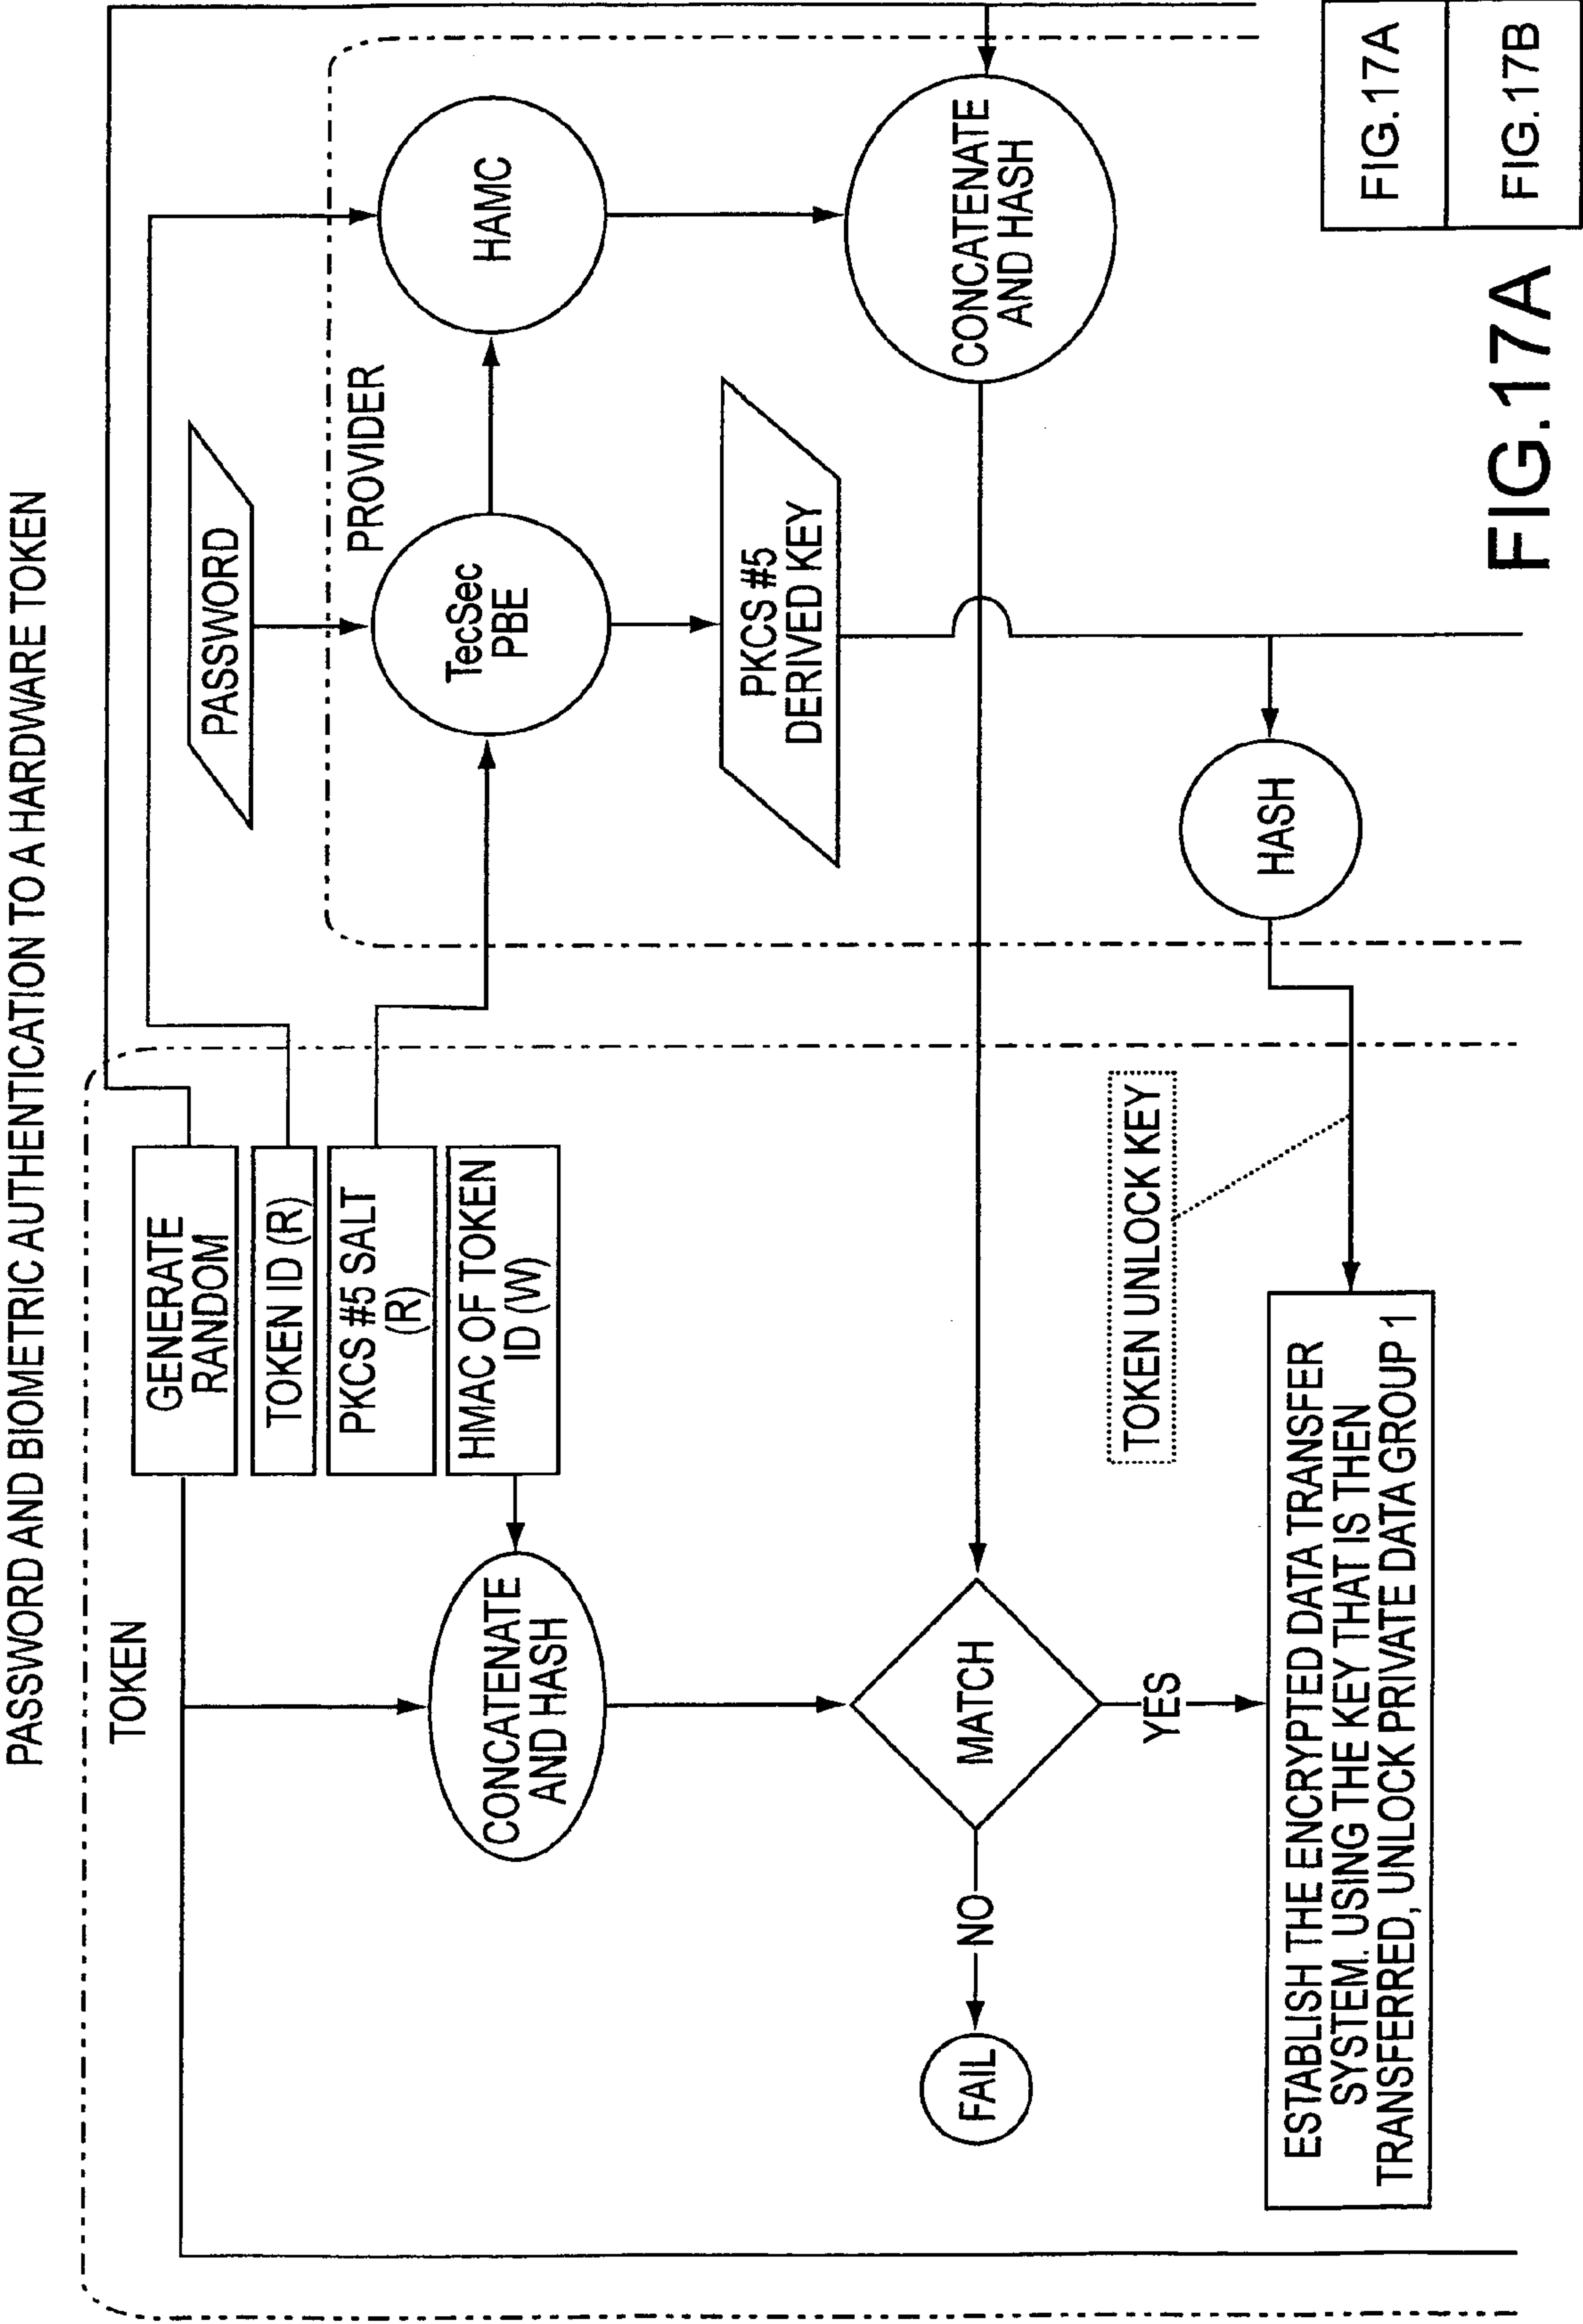 PASSWORD AND BIOMETRIC AUTHENTICATION TO A HARDWARE TOKEN
TOKEN
GENERATE
RANDOM
TOKEN ID (R)
PKCS #5 SALT
(R)
HMAC OF TOKEN
ID (W)
CONCATENATE
AND HASH
MATCH
NO
FAIL
YES
TOKEN UNLOCK KEY
ESTABLISH THE ENCRYPTED DATA TRANSFER
SYSTEM. USING THE KEY THAT IS THEN
TRANSFERRED, UNLOCK PRIVATE DATA GROUP 1
PASSWORD
PROVIDER
TecSec
PBE
HAMC
PKCS #5
DERIVED KEY
CONCATENATE
AND HASH
HASH
FIG.17A
FIG.17A
FIG.17B